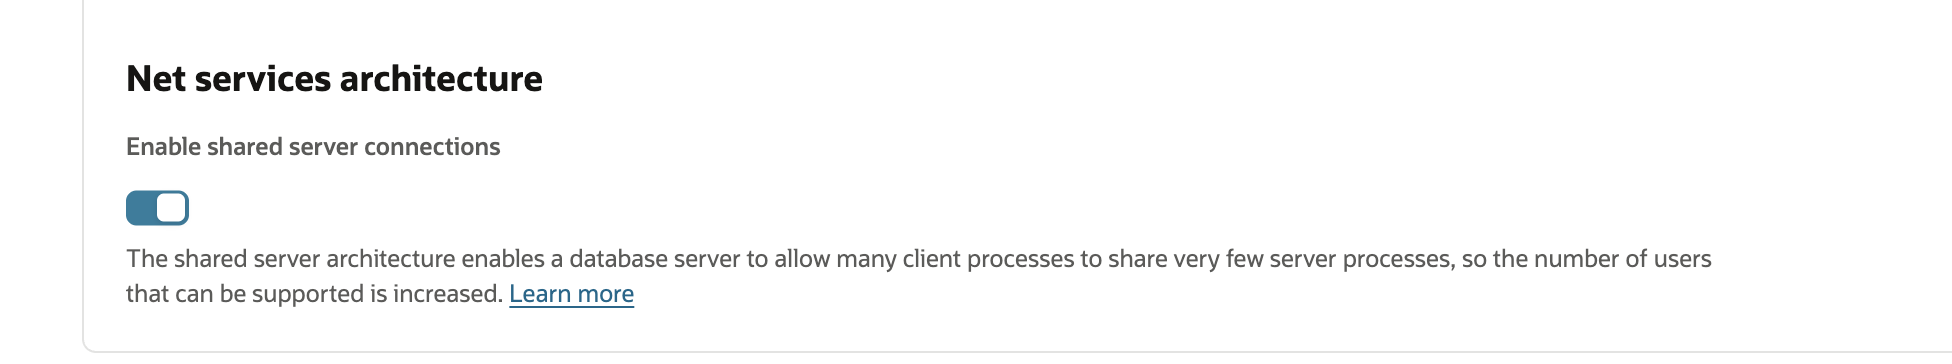 Net services architecture
Enable shared server connections
The shared server architecture enables a database server to allow many client processes to share very few server processes, so the number of users
that can be supported is increased. Learn more